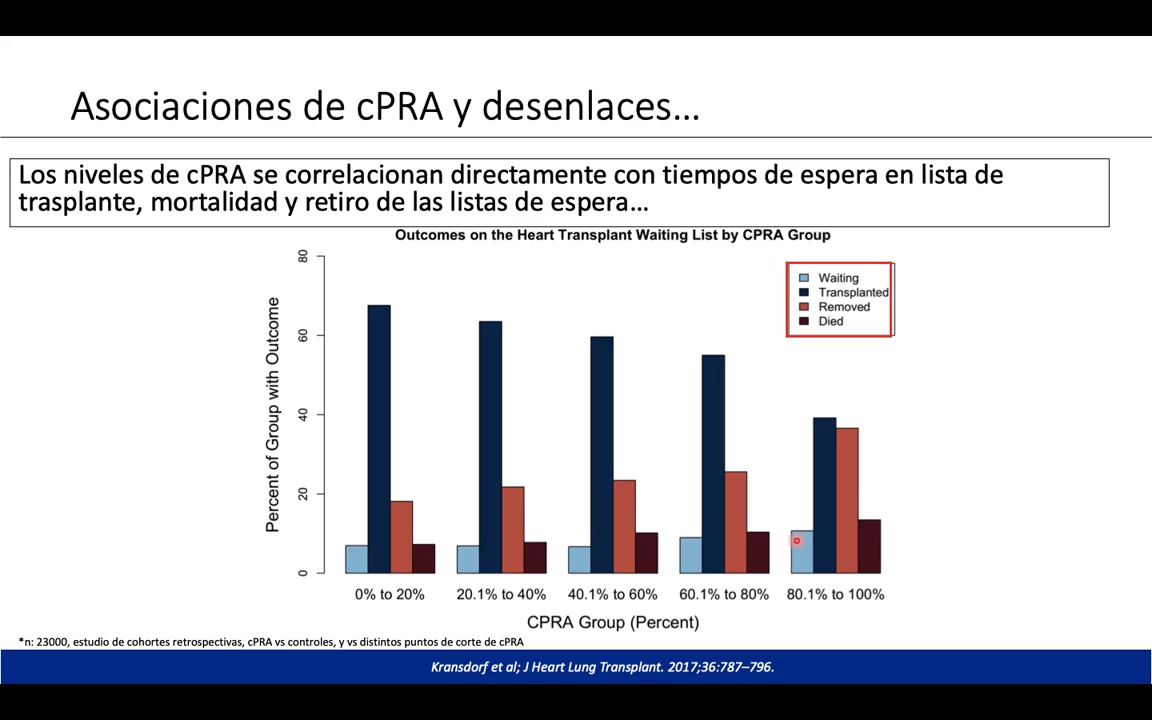 Asociaciones de cPRA y desenlaces...
Los niveles de cPRA se correlacionan directamente con tiempos de espera en lista de
trasplante, mortalidad y retiro de las listas de espera...
Outcomes on the Heart Transplant Waiting List by CPRA Group
Waiting
Transplanted
Removed
Died
Percent of Group with Outcome
80
60
40
20
0
0% to 20%
20.1% to 40%
40.1% to 60%
60.1% to 80%
80.1% to 100%
CPRA Group (Percent)
*n: 23000, estudio de cohortes retrospectivas, cPRA vs controles, y vs distintos puntos de corte de cPRA
Kransdorf et al; J Heart Lung Transplant. 2017;36:787–796.